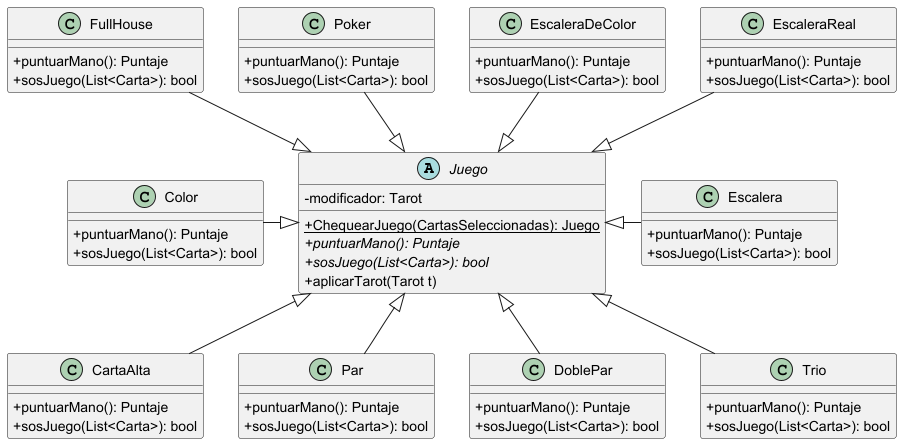 C FullHouse
+puntuarMano(): Puntaje
+sosJuego(List<Carta>): bool
C Poker
+puntuarMano(): Puntaje
+sosJuego(List<Carta>): bool
C EscaleraDeColor
+puntuarMano(): Puntaje
+sosJuego(List<Carta>): bool
C EscaleraReal
+puntuarMano(): Puntaje
+sosJuego(List<Carta>): bool
C Color
+puntuarMano(): Puntaje
+sosJuego(List<Carta>): bool
A Juego
-modificador: Tarot
+ChequearJuego(CartasSeleccionadas): Juego
+puntuarMano(): Puntaje
+sosJuego(List<Carta>): bool
+aplicarTarot(Tarot t)
C Escalera
+puntuarMano(): Puntaje
+sosJuego(List<Carta>): bool
C CartaAlta
+puntuarMano(): Puntaje
+sosJuego(List<Carta>): bool
C Par
+puntuarMano(): Puntaje
+sosJuego(List<Carta>): bool
C DoblePar
+puntuarMano(): Puntaje
+sosJuego(List<Carta>): bool
C Trio
+puntuarMano(): Puntaje
+sosJuego(List<Carta>): bool